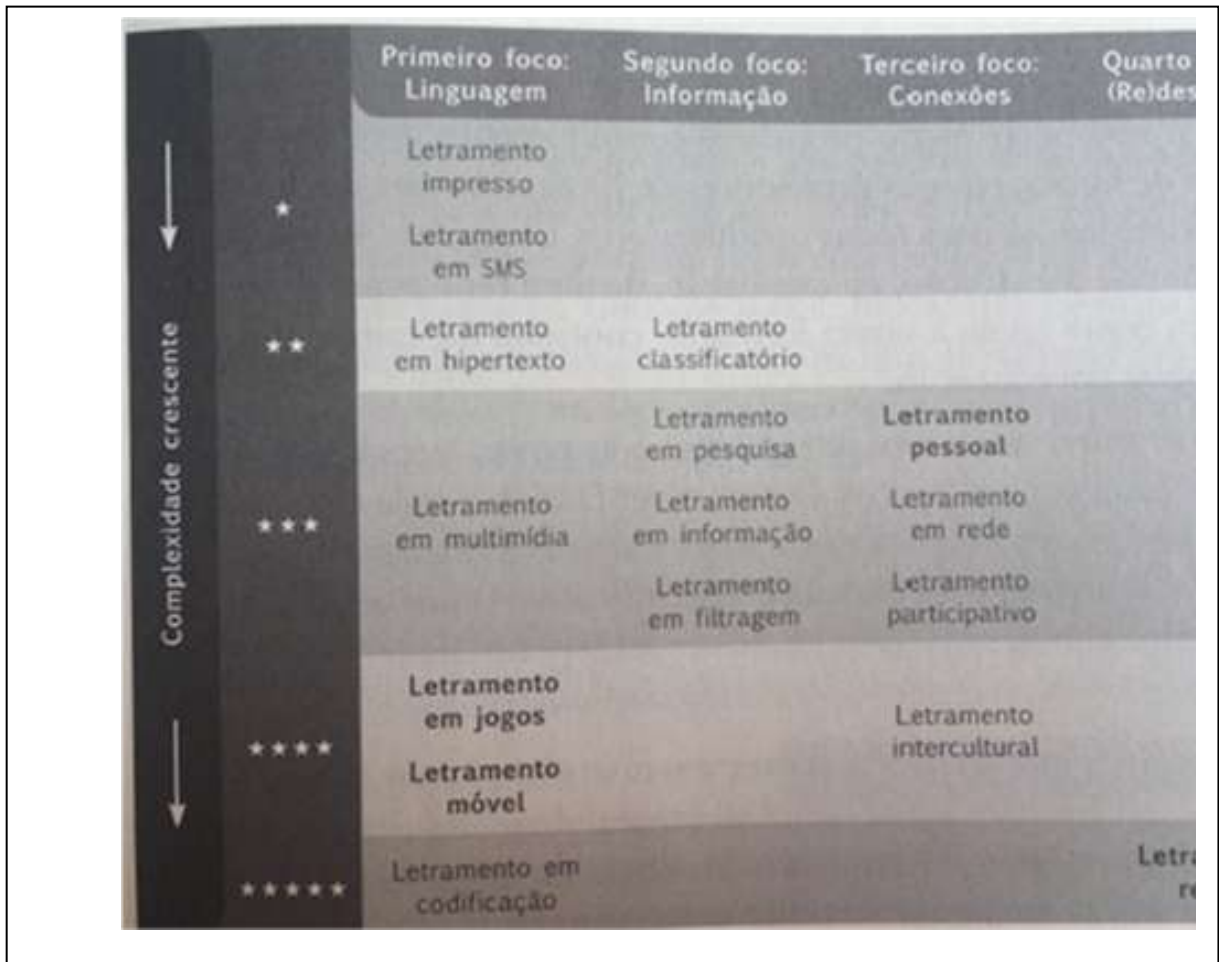 Primeiro foco:
Linguagem
Segundo foco:
Informação
Terceiro foco:
Conexões
Quarto
(Re)des
Complexidade crescente
★
Letramento
impresso
Letramento
em SMS
★★
Letramento
em hipertexto
Letramento
classificatório
★★★
Letramento
em multimídia
Letramento
em pesquisa
Letramento
em informação
Letramento
em filtragem
Letramento
pessoal
Letramento
em rede
Letramento
participativo
★★★★
Letramento
em jogos
Letramento
móvel
Letramento
intercultural
★★★★★
Letramento em
codificação
Letra
re